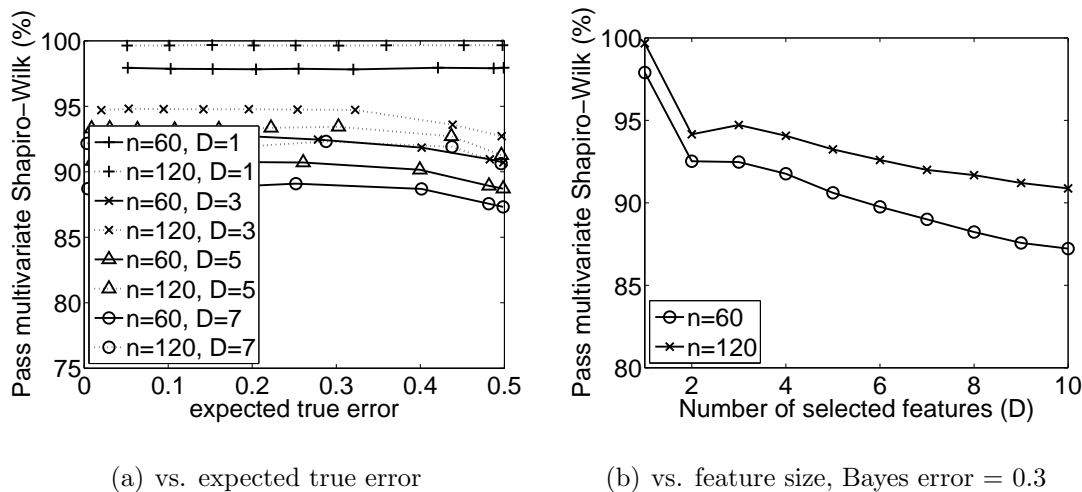 Pass multivariate Shapiro−Wilk (%)
100
95
90
85
80
75
0
0.1
0.2
0.3
0.4
0.5
expected true error
n=60, D=1
n=120, D=1
n=60, D=3
n=120, D=3
n=60, D=5
n=120, D=5
n=60, D=7
n=120, D=7
(a) vs. expected true error
Pass multivariate Shapiro−Wilk (%)
100
95
90
85
80
2
4
6
8
10
Number of selected features (D)
n=60
n=120
(b) vs. feature size, Bayes error = 0.3